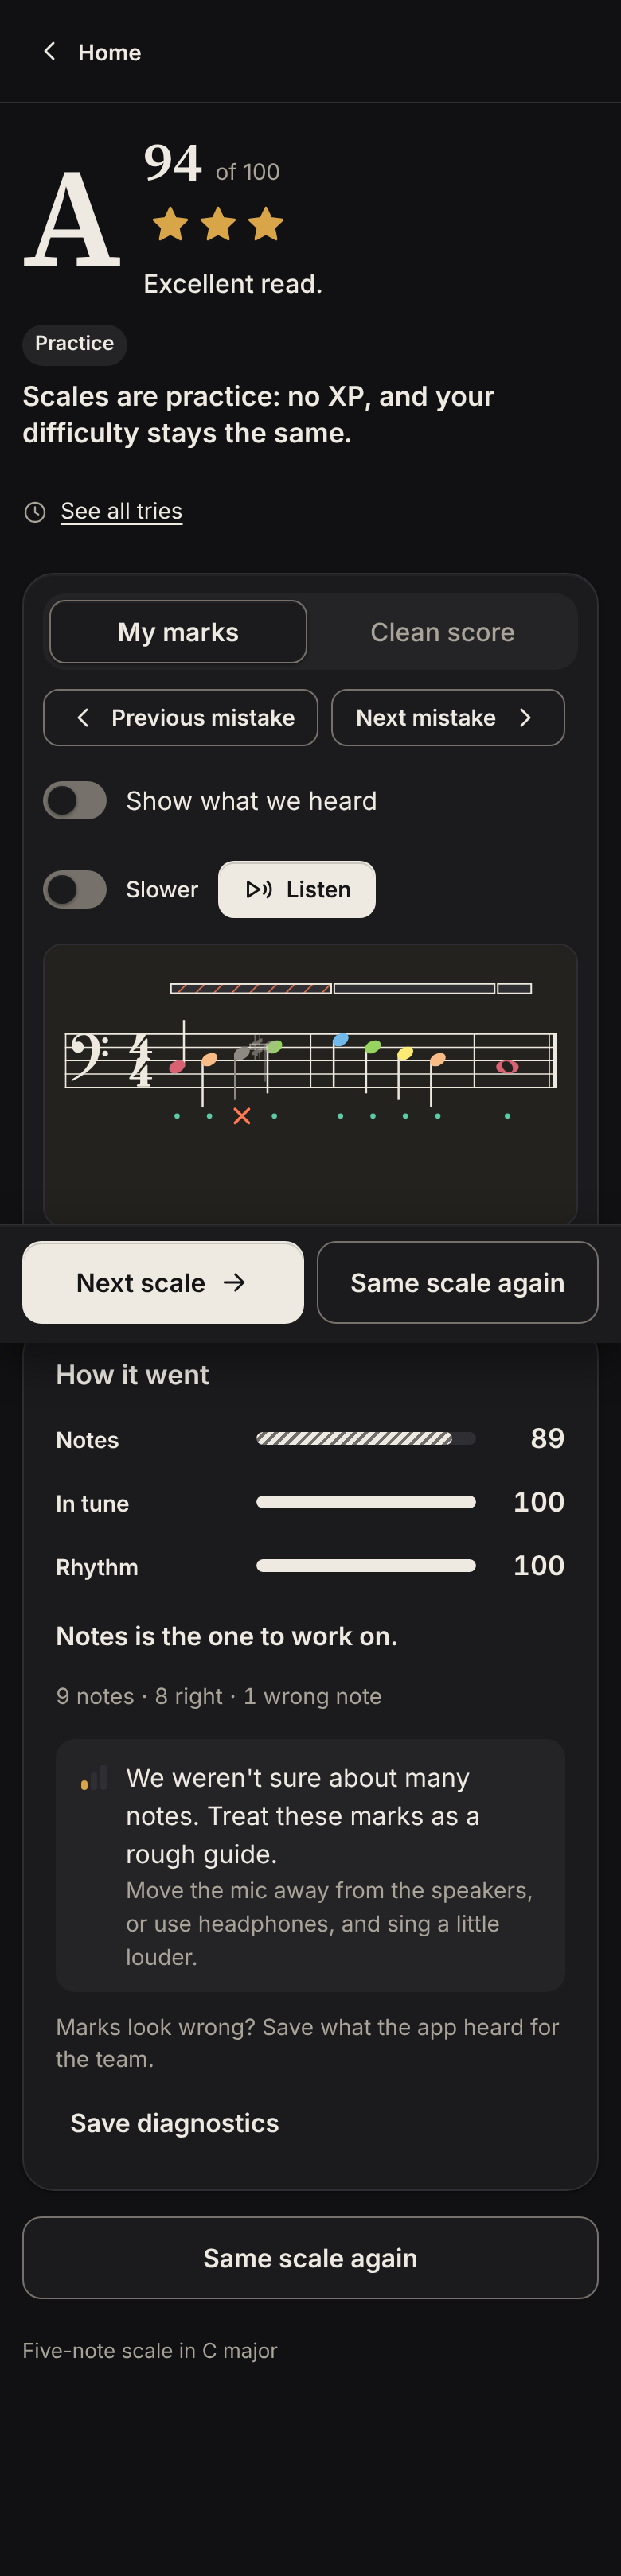 Home
A
94 of 100
Excellent read.
Practice
Scales are practice: no XP, and your
difficulty stays the same.
See all tries
My marks
Clean score
Previous mistake
Next mistake
Show what we heard
Slower
Listen
4
4
Next scale
Same scale again
How it went
Notes
89
In tune
100
Rhythm
100
Notes is the one to work on.
9 notes · 8 right · 1 wrong note
We weren't sure about many
notes. Treat these marks as a
rough guide.
Move the mic away from the speakers,
or use headphones, and sing a little
louder.
Marks look wrong? Save what the app heard for
the team.
Save diagnostics
Same scale again
Five-note scale in C major